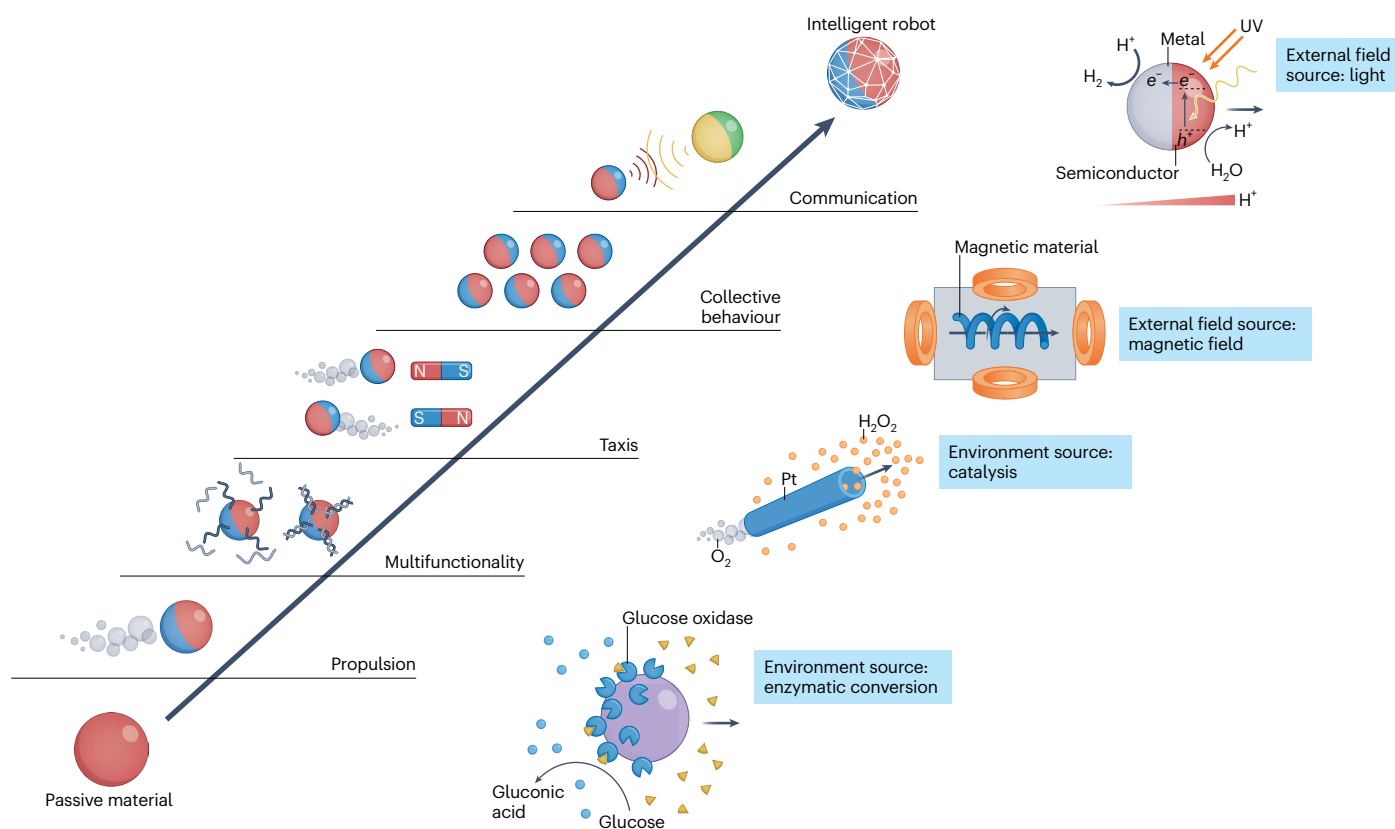 Intelligent robot
Communication
Collective
behaviour
N S
S N
Taxis
Multifunctionality
Propulsion
Passive material
UV
Metal
H⁺
H₂
e⁻ e⁻
h⁺
H⁺
H₂O
Semiconductor
H⁺
External field
source: light
Magnetic material
External field source:
magnetic field
H₂O₂
Pt
O₂
Environment source:
catalysis
Glucose oxidase
Environment source:
enzymatic conversion
Gluconic
acid
Glucose